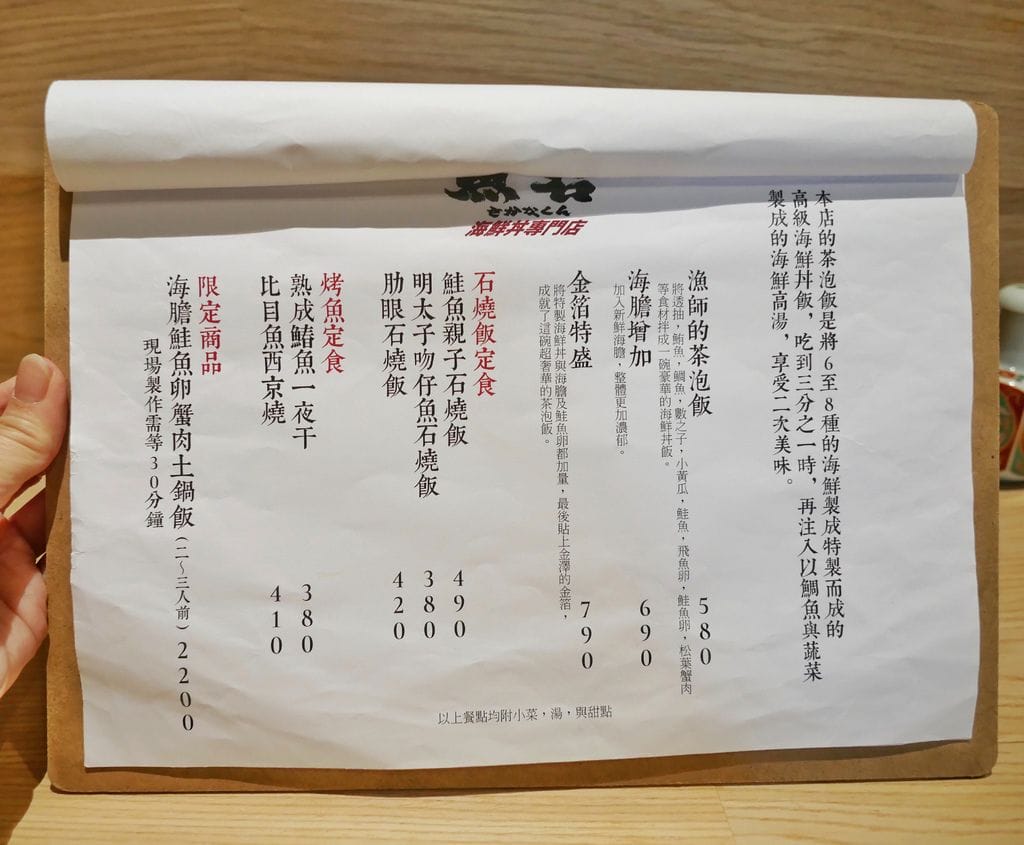 さかなくん
海鮮丼專門店
本店的茶泡飯是將6至8種的海鮮製成特製而成的
高級海鮮丼飯，吃到三分之一時，再注入以鯛魚與蔬菜
製成的海鮮高湯，享受二次美味。
漁師的茶泡飯 580
將透抽，鮪魚，鯛魚，數之子，小黃瓜，鮭魚，飛魚卵，鮭魚卵，松葉蟹肉
等食材拌成一碗豪華的海鮮丼飯。
海膽增加 690
加入新鮮海膽，整體更加濃郁。
金箔特盛 790
將特製海鮮丼與海膽及鮭魚卵都加量，最後貼上金澤的金箔，
成就了這碗超奢華的茶泡飯。
石燒飯定食
鮭魚親子石燒飯 490
明太子吻仔魚石燒飯 380
肋眼石燒飯 420
烤魚定食
熟成鯖魚一夜干 380
比目魚西京燒 410
限定商品
海膽鮭魚卵蟹肉土鍋飯（二～三人前）2200
現場製作需等30分鐘
以上餐點均附小菜，湯，與甜點